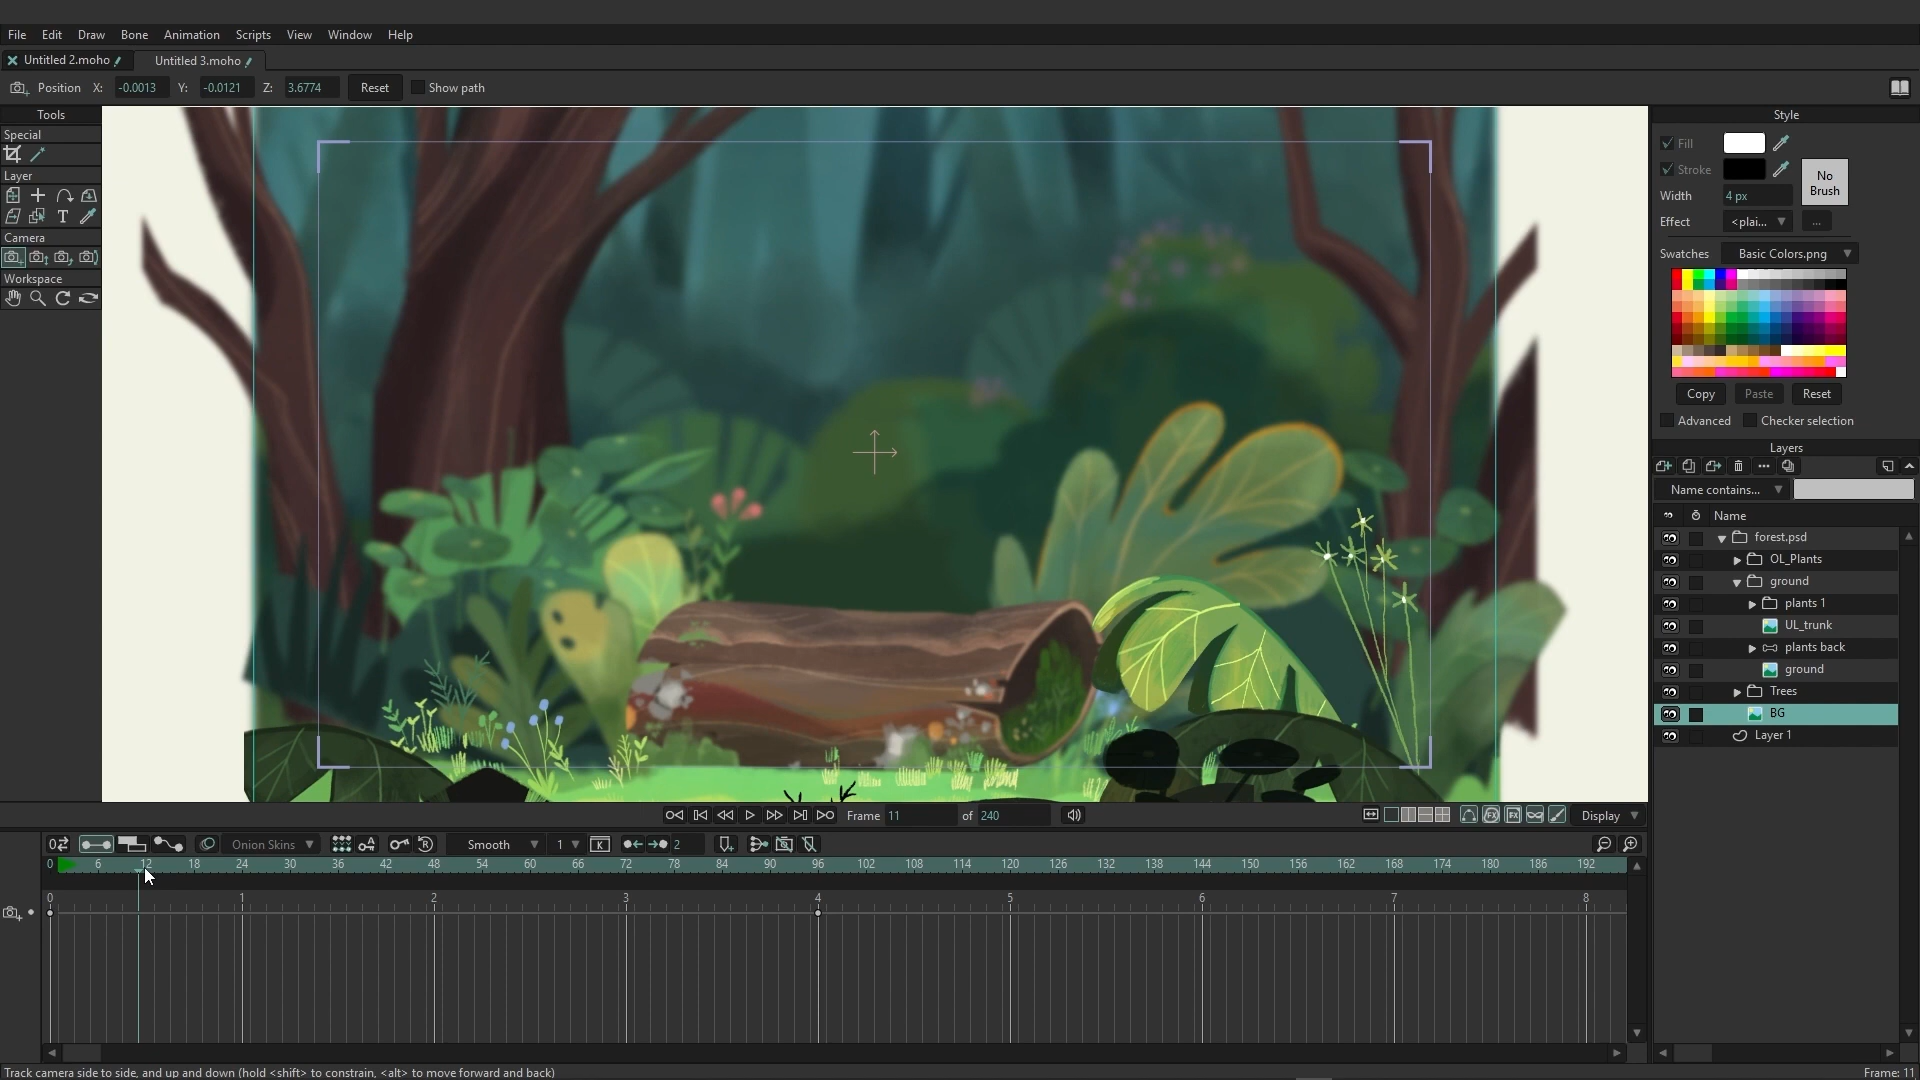 File Edit Draw Bone Animation Scripts View Window Help
Untitled 2.moho Untitled 3.moho
Position X: -0.0013 Y: -0.0121 Z: 3.6774 Reset Show path
Tools
Special
Layer
T
Camera
Workspace
Style
Fill
Stroke
No
Brush
Width 4 px
Effect <plai... ...
Swatches Basic Colors.png
Copy Paste Reset
Advanced Checker selection
Layers
Name contains...
Name
forest.psd
OL_Plants
ground
plants 1
UL_trunk
plants back
ground
Trees
BG
Layer 1
Frame 11 of 240 Display
Onion Skins Smooth 1 K 2
0 6 12 18 24 30 36 42 48 54 60 66 72 78 84 90 96 102 108 114 120 126 132 138 144 150 156 162 168 174 180 186 192
0 1 2 3 4 5 6 7 8
Track camera side to side, and up and down (hold <shift> to constrain, <alt> to move forward and back) Frame: 11